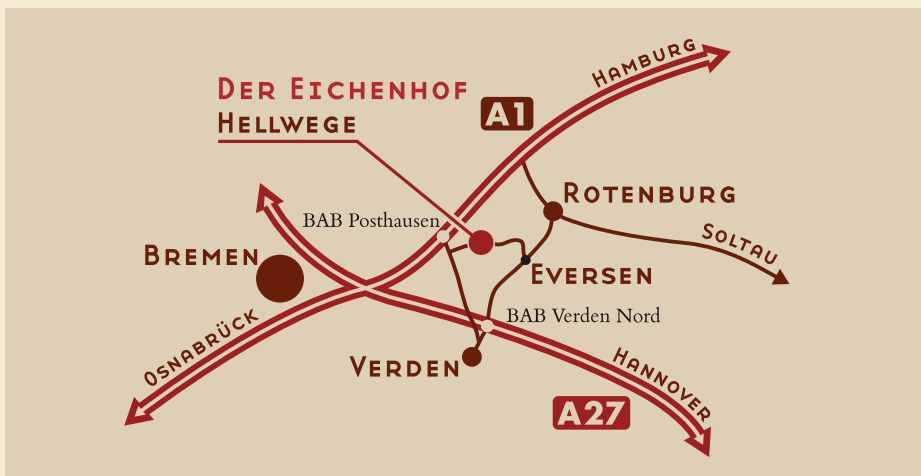 HAMBURG
DER EICHENHOF
HELLWEGE
A1
ROTENBURG
BAB Posthausen
SOLTAU
BREMEN
EVERSEN
BAB Verden Nord
OSNABRÜCK
VERDEN
HANNOVER
A27